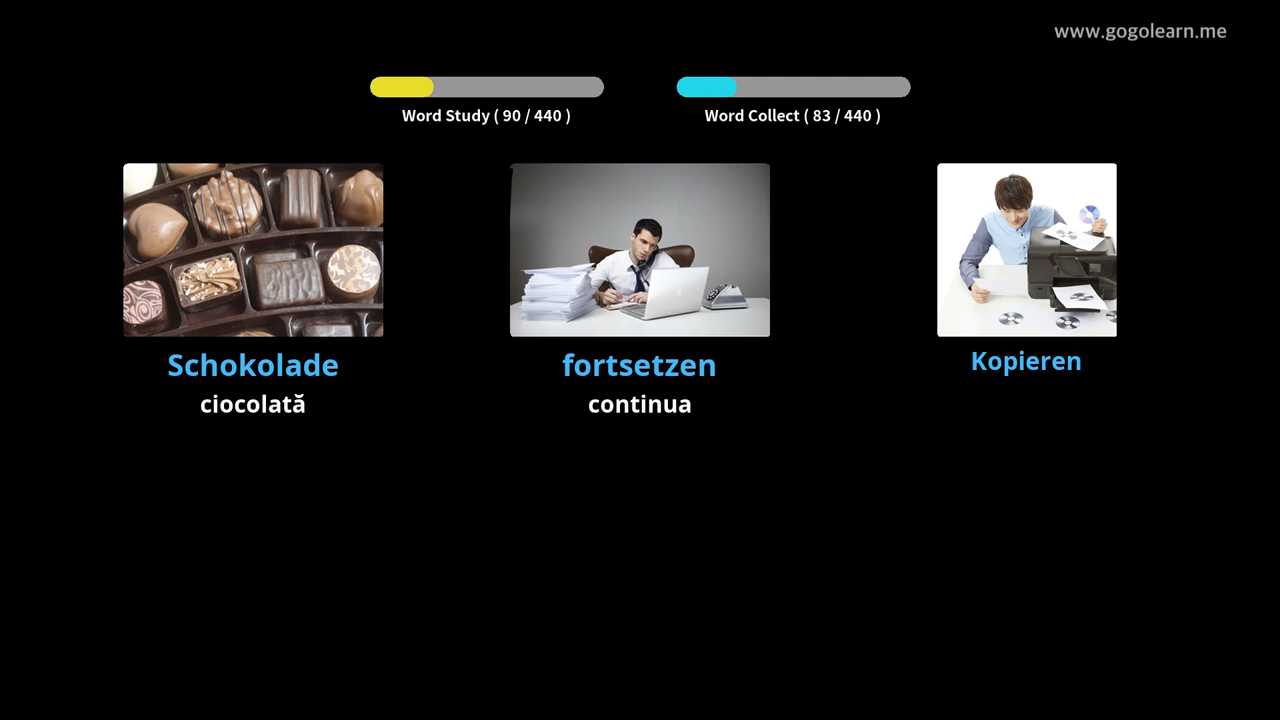 www.gogolearn.me
Word Study ( 90 / 440 )
Word Collect ( 83 / 440 )
Schokolade
ciocolată
fortsetzen
continua
Kopieren